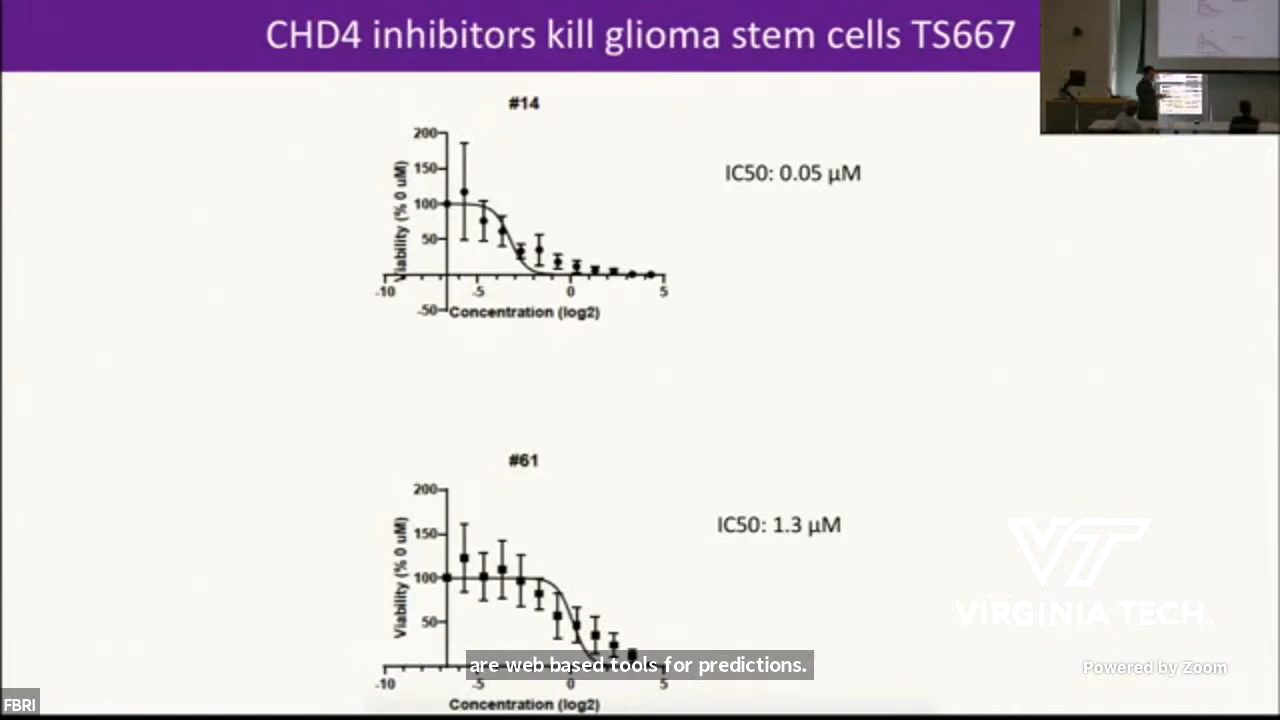 CHD4 inhibitors kill glioma stem cells TS667
#14
200
150
100
50
-50
Viability (% 0 uM)
-10
-5
0
5
Concentration (log2)
IC50: 0.05 µM
#61
200
150
100
50
Viability (% 0 uM)
-10
-5
0
5
Concentration (log2)
IC50: 1.3 µM
VT
VIRGINIA TECH
are web based tools for predictions.
Powered by Zoom
FBRI